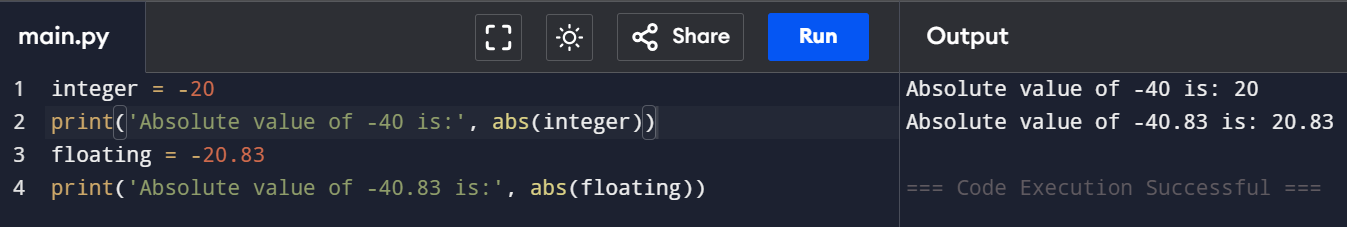 main.py
Share
Run
Output
1 integer = -20
2 print('Absolute value of -40 is:', abs(integer))
3 floating = -20.83
4 print('Absolute value of -40.83 is:', abs(floating))
Absolute value of -40 is: 20
Absolute value of -40.83 is: 20.83
=== Code Execution Successful ===